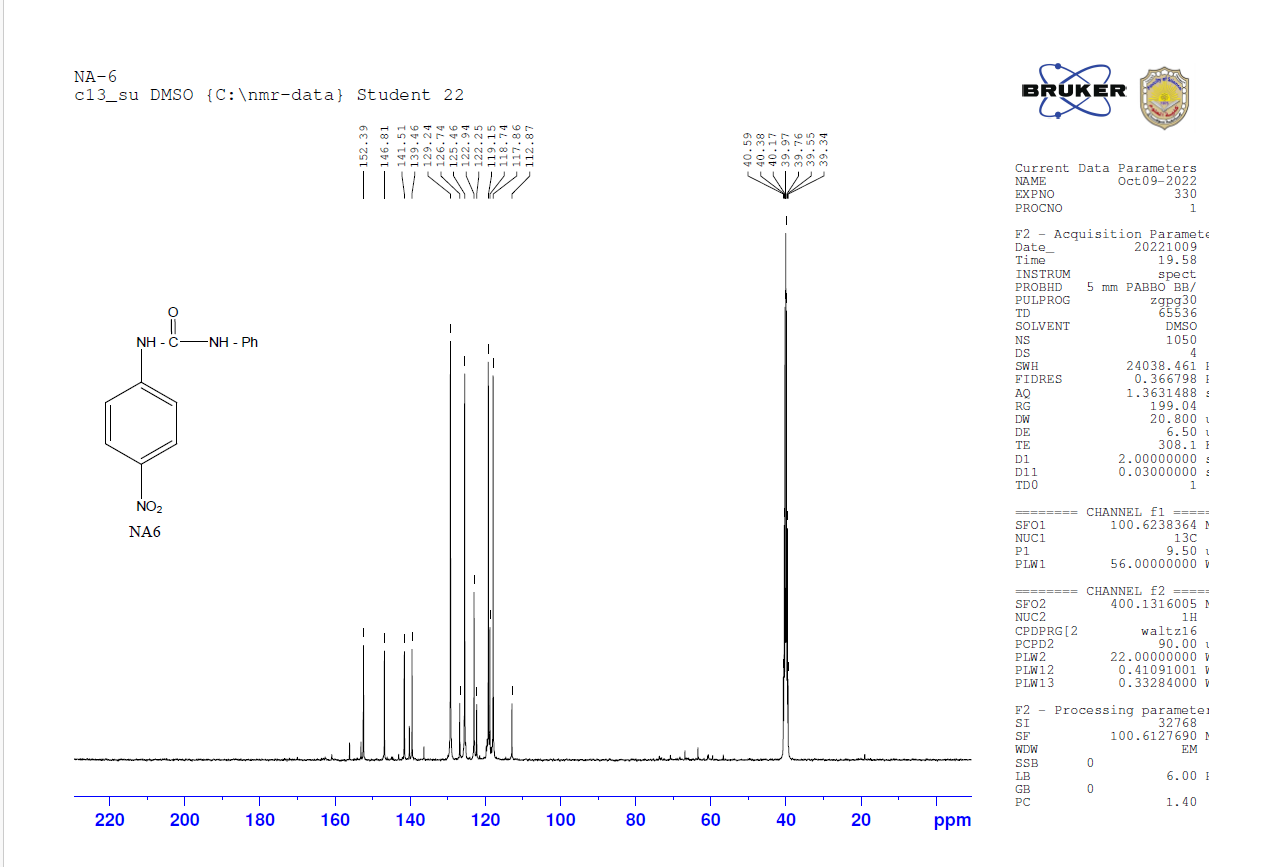 NA-6
c13_su DMSO {C:\nmr-data} Student 22
152.39
146.81
141.51
139.46
129.24
126.74
125.46
122.94
122.25
119.15
118.74
117.86
112.87
40.59
40.38
40.17
39.97
39.76
39.55
39.34
O
NH - C NH - Ph
NO2
NA6
220 200 180 160 140 120 100 80 60 40 20 ppm
BRUKER
Current Data Parameters
NAME Oct09-2022
EXPNO 330
PROCNO 1
F2 - Acquisition Paramete
Date_ 20221009
Time 19.58
INSTRUM spect
PROBHD 5 mm PABBO BB/
PULPROG zgpg30
TD 65536
SOLVENT DMSO
NS 1050
DS 4
SWH 24038.461
FIDRES 0.366798
AQ 1.3631488
RG 199.04
DW 20.800
DE 6.50
TE 308.1
D1 2.00000000
D11 0.03000000
TD0 1
======== CHANNEL f1 =====
SFO1 100.6238364
NUC1 13C
P1 9.50
PLW1 56.00000000
======== CHANNEL f2 =====
SFO2 400.1316005
NUC2 1H
CPDPRG[2 waltz16
PCPD2 90.00
PLW2 22.00000000
PLW12 0.41091001
PLW13 0.33284000
F2 - Processing parameter
SI 32768
SF 100.6127690
WDW EM
SSB 0
LB 6.00
GB 0
PC 1.40